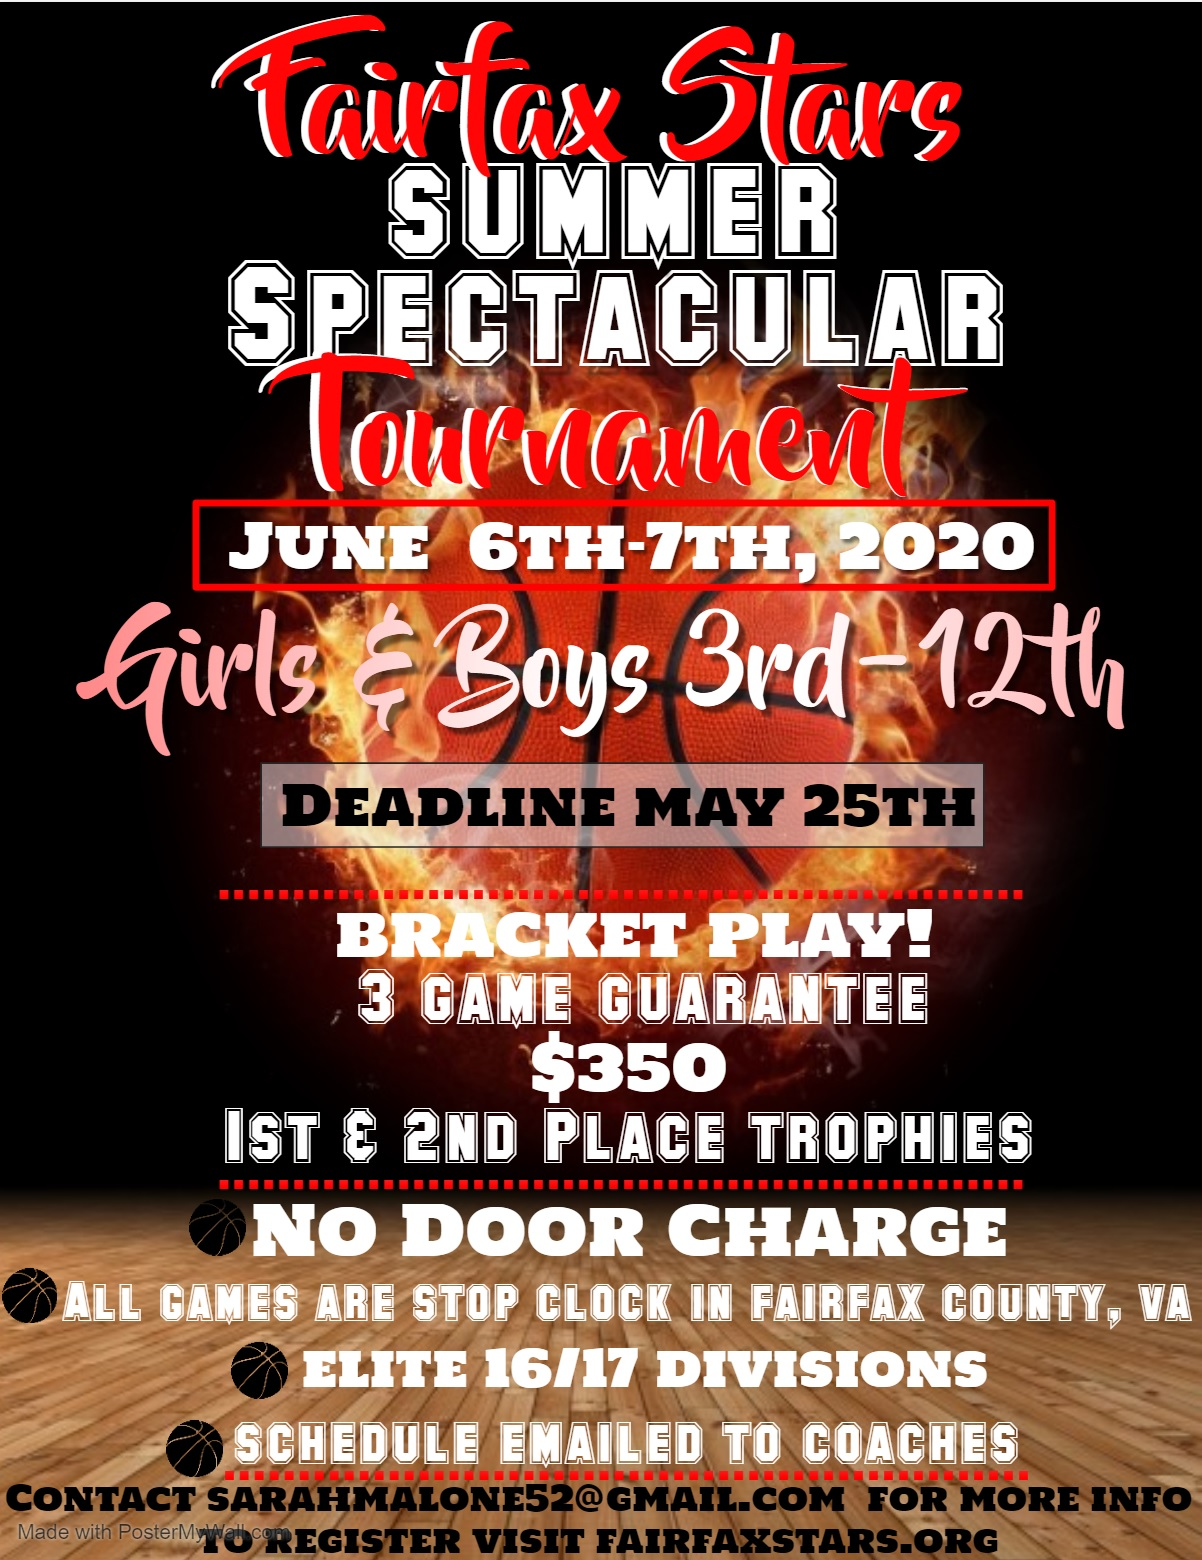 Fairfax Stars
SUMMER
SPECTACULAR
Tournament
JUNE 6TH-7TH, 2020
Girls & Boys 3rd-12th
DEADLINE MAY 25TH
BRACKET PLAY!
3 GAME GUARANTEE
$350
1ST & 2ND PLACE TROPHIES
NO DOOR CHARGE
ALL GAMES ARE STOP CLOCK IN FAIRFAX COUNTY, VA
ELITE 16/17 DIVISIONS
SCHEDULE EMAILED TO COACHES
CONTACT SARAHMALONE52@GMAIL.COM FOR MORE INFO
Made with PosterMyWall.com
TO REGISTER VISIT FAIRFAXSTARS.ORG